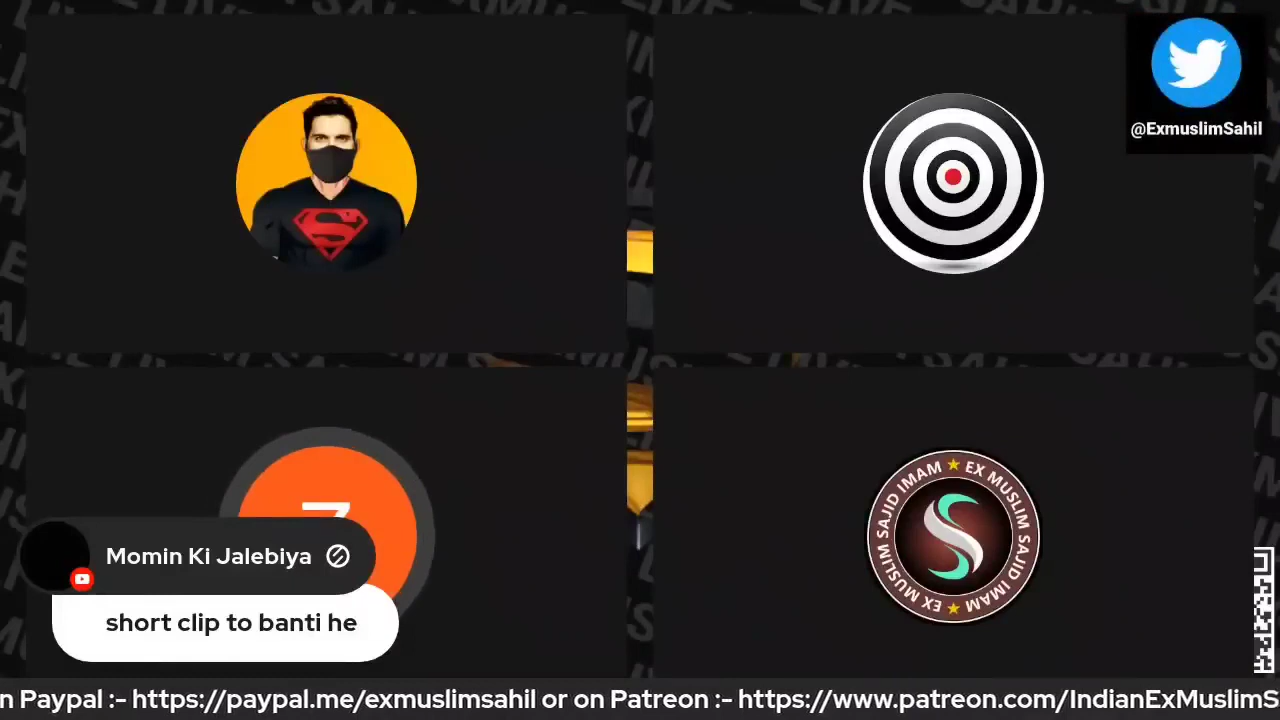 @ExmuslimSahil
EX MUSLIM SAJID IMAM ★ EX MUSLIM SAJID IMAM ★
Momin Ki Jalebiya
short clip to banti he
n Paypal :- https://paypal.me/exmuslimsahil or on Patreon :- https://www.patreon.com/IndianExMuslimS